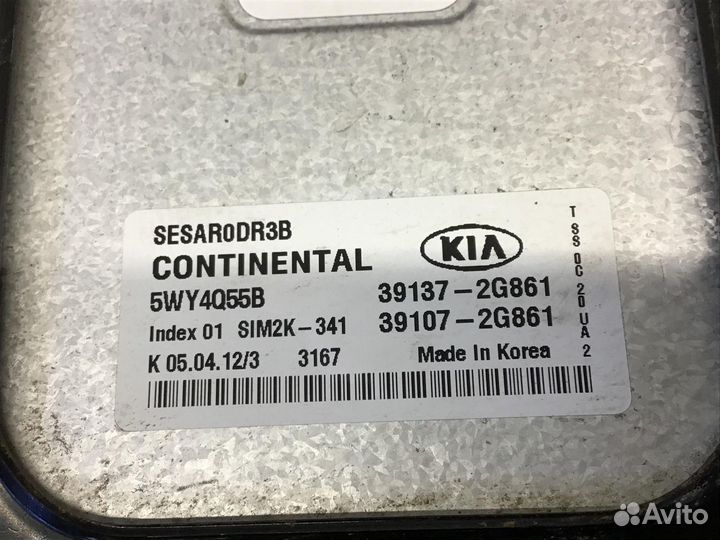 SESAR0DR3B
CONTINENTAL
KIA
5WY4Q55B
39137-2G861
Index 01 SIM2K-341
39107-2G861
K 05.04.12/3 3167 Made In Korea
TSS0C20UA2
Avito